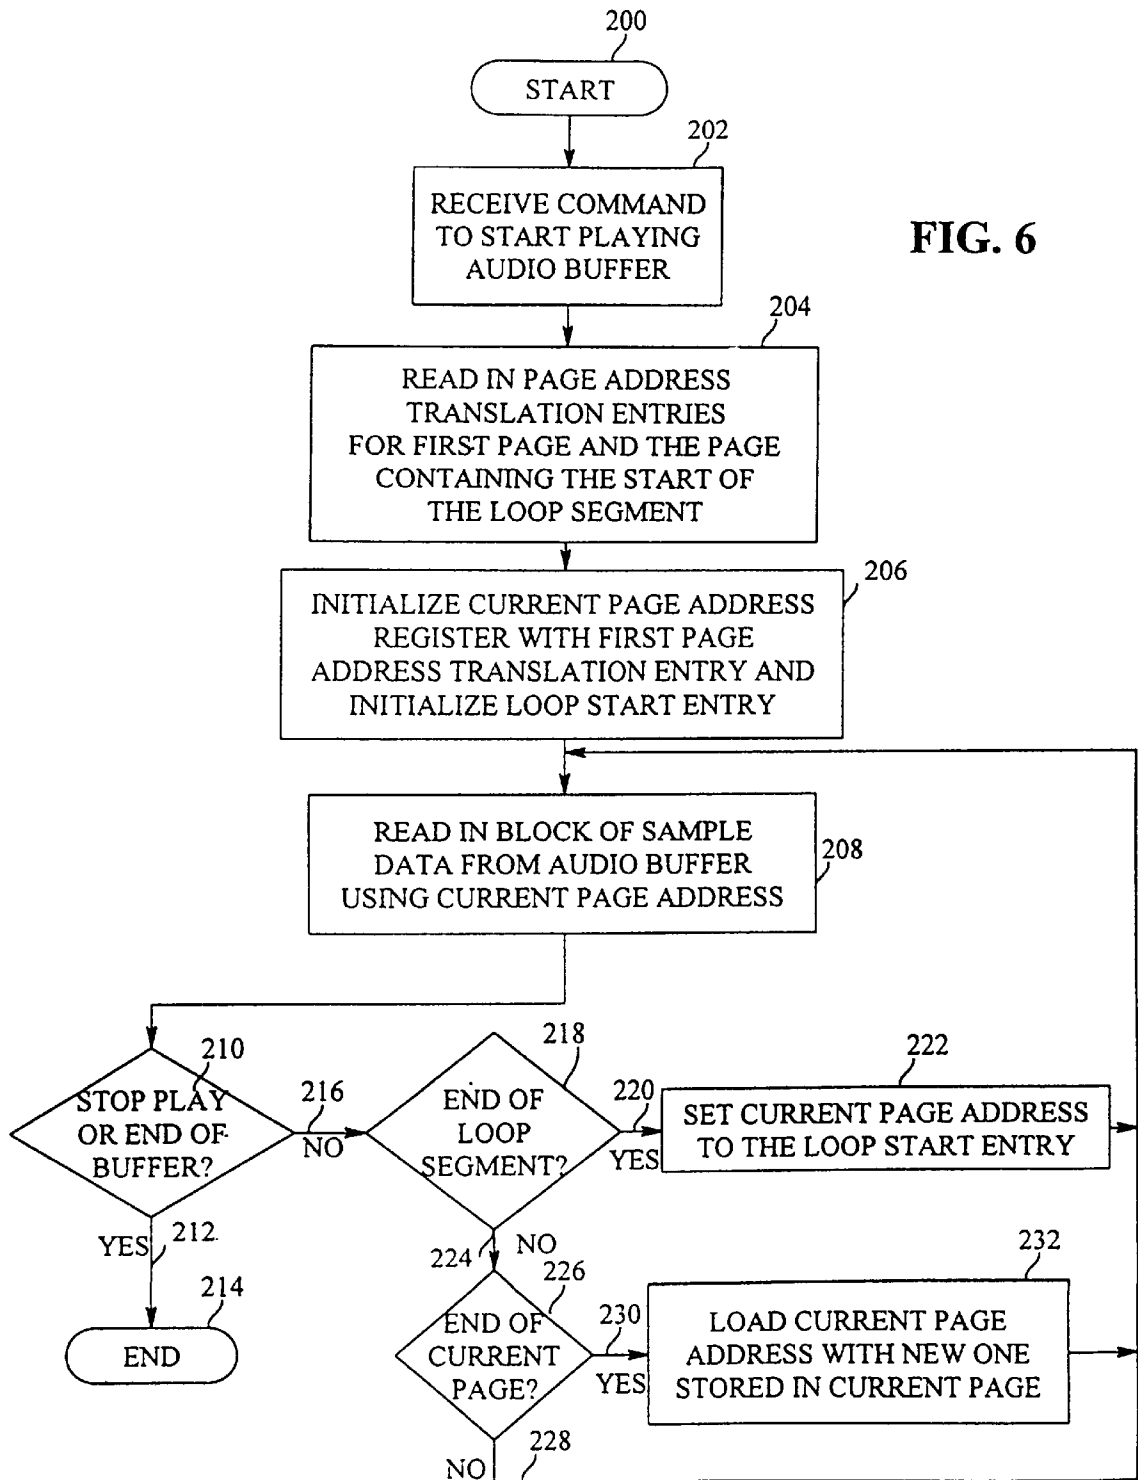 200
START
202
RECEIVE COMMAND
TO START PLAYING
AUDIO BUFFER
FIG. 6
204
READ IN PAGE ADDRESS
TRANSLATION ENTRIES
FOR FIRST PAGE AND THE PAGE
CONTAINING THE START OF
THE LOOP SEGMENT
206
INITIALIZE CURRENT PAGE ADDRESS
REGISTER WITH FIRST PAGE
ADDRESS TRANSLATION ENTRY AND
INITIALIZE LOOP START ENTRY
READ IN BLOCK OF SAMPLE
DATA FROM AUDIO BUFFER
USING CURRENT PAGE ADDRESS
208
210
STOP PLAY
OR END OF
BUFFER?
216
NO
218
END OF
LOOP
SEGMENT?
220
YES
222
SET CURRENT PAGE ADDRESS
TO THE LOOP START ENTRY
YES
212
214
END
224
NO
226
END OF
CURRENT
PAGE?
230
YES
232
LOAD CURRENT PAGE
ADDRESS WITH NEW ONE
STORED IN CURRENT PAGE
NO
228